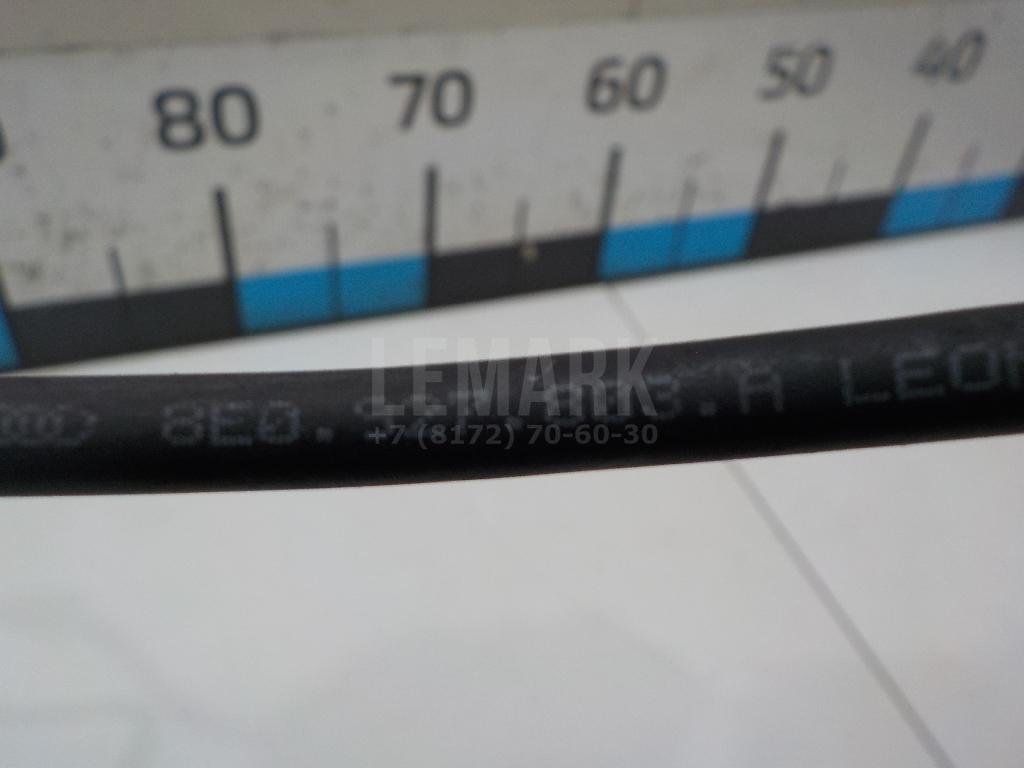 80 70 60 50 40
LEMARK
8E0. .A LEO
+7 (8172) 70-60-30